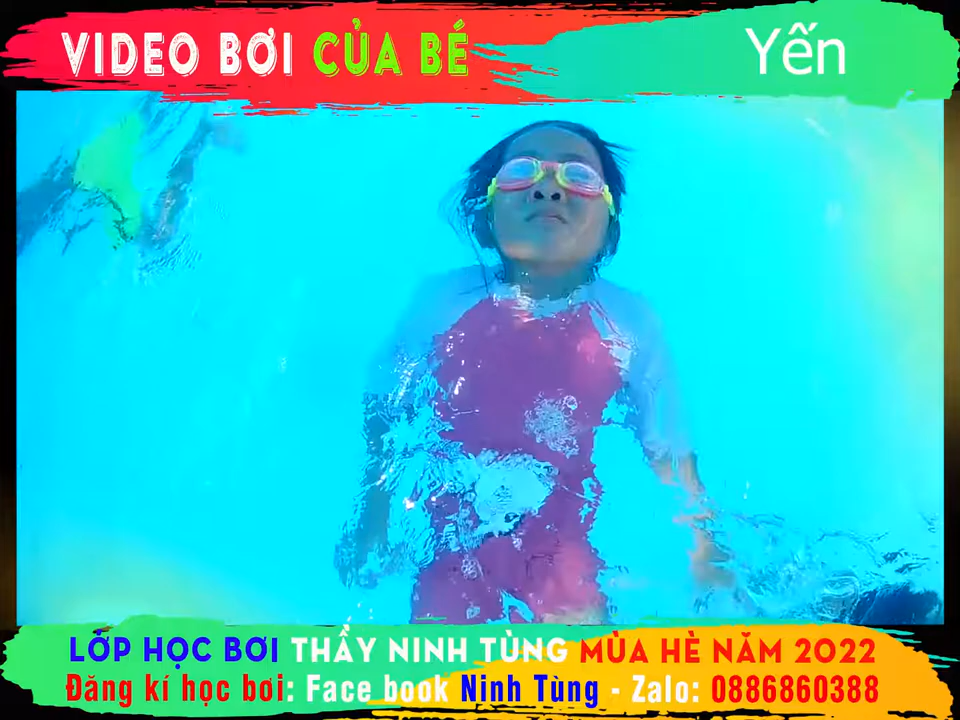 VIDEO BƠI CỦA BÉ
Yến
LỚP HỌC BƠI THẦY NINH TÙNG MÙA HÈ NĂM 2022
Đăng kí học bơi: Face book Ninh Tùng - Zalo: 0886860388